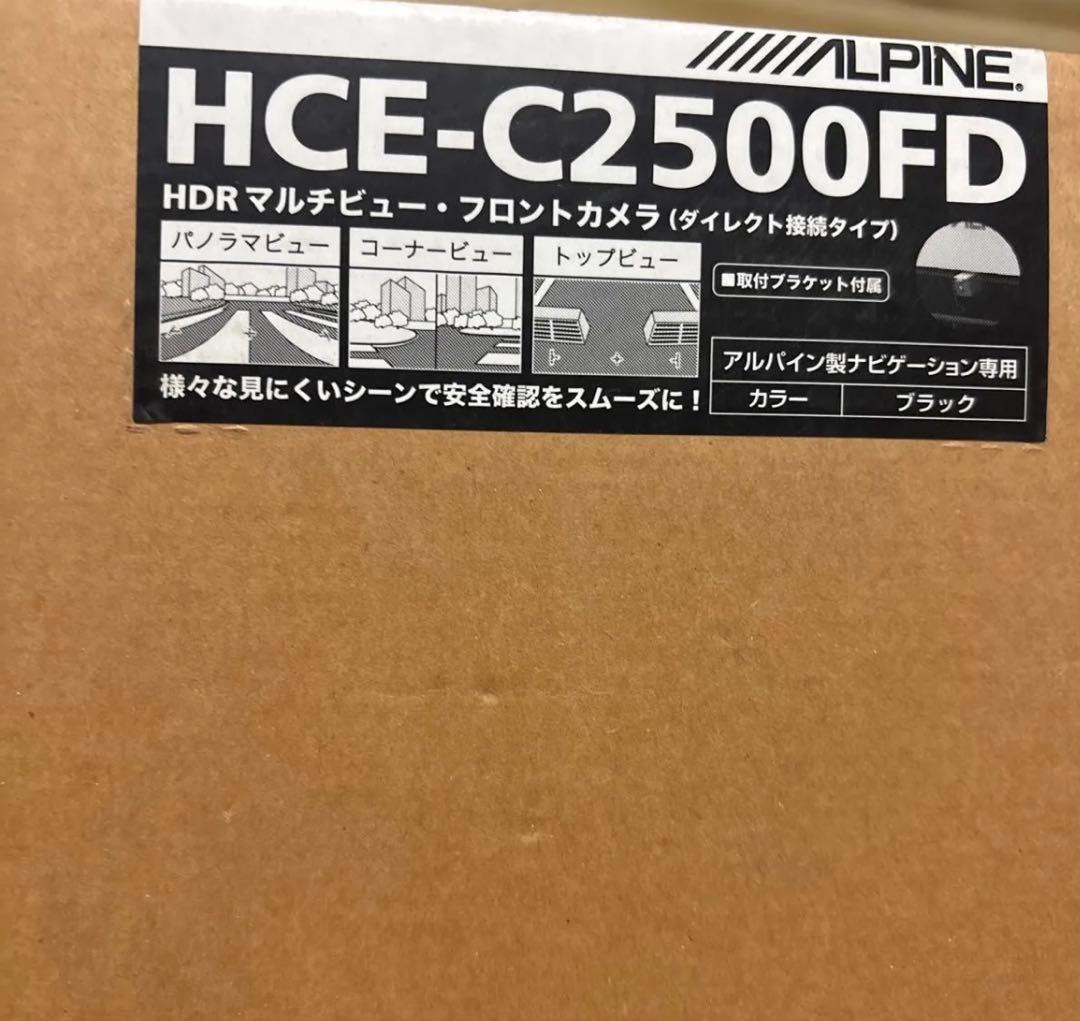 ALPINE®
HCE-C2500FD
HDRマルチビュー・フロントカメラ（ダイレクト接続タイプ）
パノラマビュー
コーナービュー
トップビュー
■取付ブラケット付属
アルパイン製ナビゲーション専用
カラー ブラック
様々な見にくいシーンで安全確認をスムーズに！